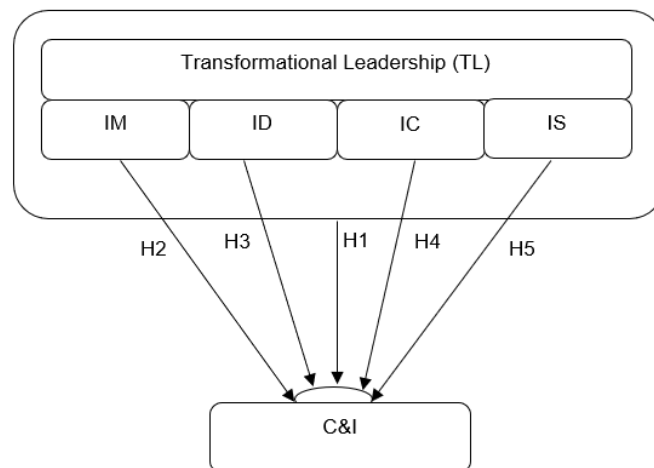 Transformational Leadership (TL)
IM ID IC IS
H2 H3 H1 H4 H5
C&I